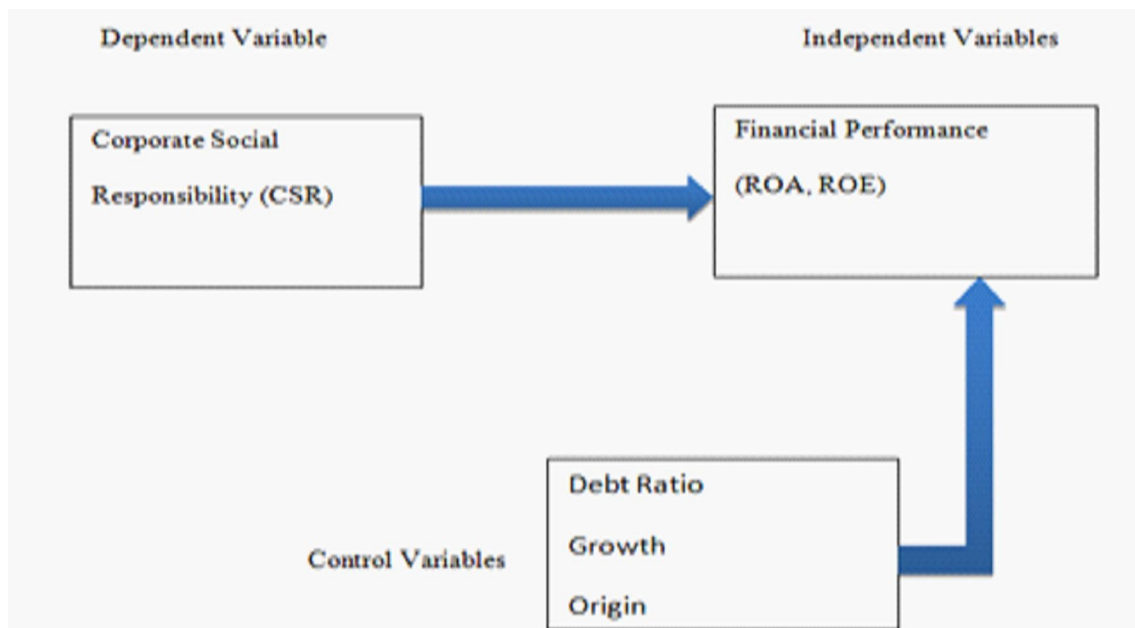 Dependent Variable
Independent Variables
Corporate Social
Responsibility (CSR)
Financial Performance
(ROA, ROE)
Control Variables
Debt Ratio
Growth
Origin